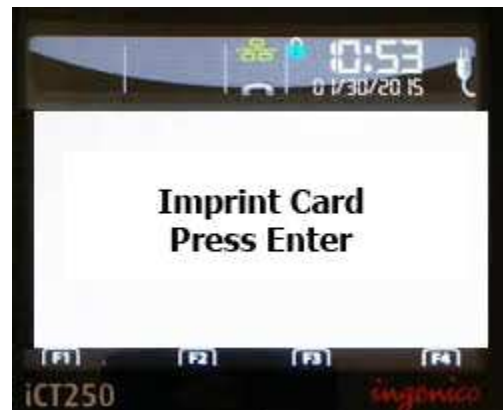 10:53
01/30/2015
Imprint Card
Press Enter
F1 F2 F3 F4
iCT250 ingenico